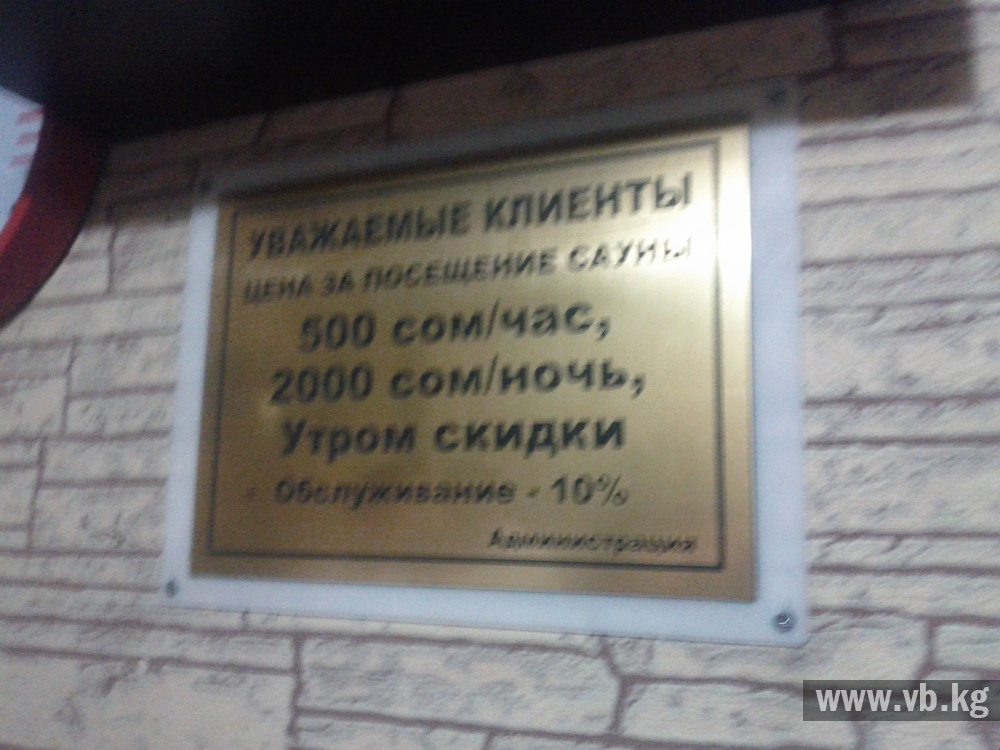 УВАЖАЕМЫЕ КЛИЕНТЫ
ЦЕНА ЗА ПОСЕЩЕНИЕ САУНЫ
500 сом/час,
2000 сом/ночь,
Утром скидки
Обслуживание - 10%
Администрация
www.vb.kg